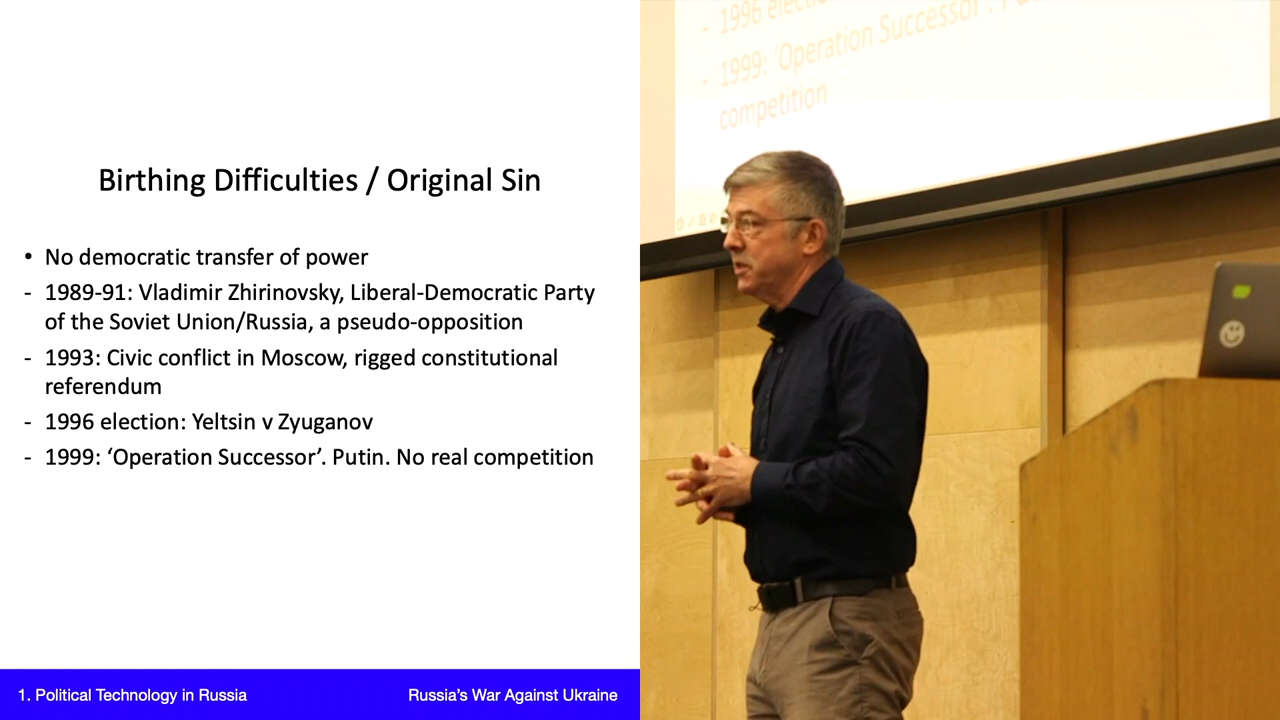 Birthing Difficulties / Original Sin
• No democratic transfer of power
- 1989-91: Vladimir Zhirinovsky, Liberal-Democratic Party
of the Soviet Union/Russia, a pseudo-opposition
- 1993: Civic conflict in Moscow, rigged constitutional
referendum
- 1996 election: Yeltsin v Zyuganov
- 1999: ‘Operation Successor’. Putin. No real competition
1. Political Technology in Russia
Russia’s War Against Ukraine
- 1996
- 1999: ‘Operation Successor’.
competition